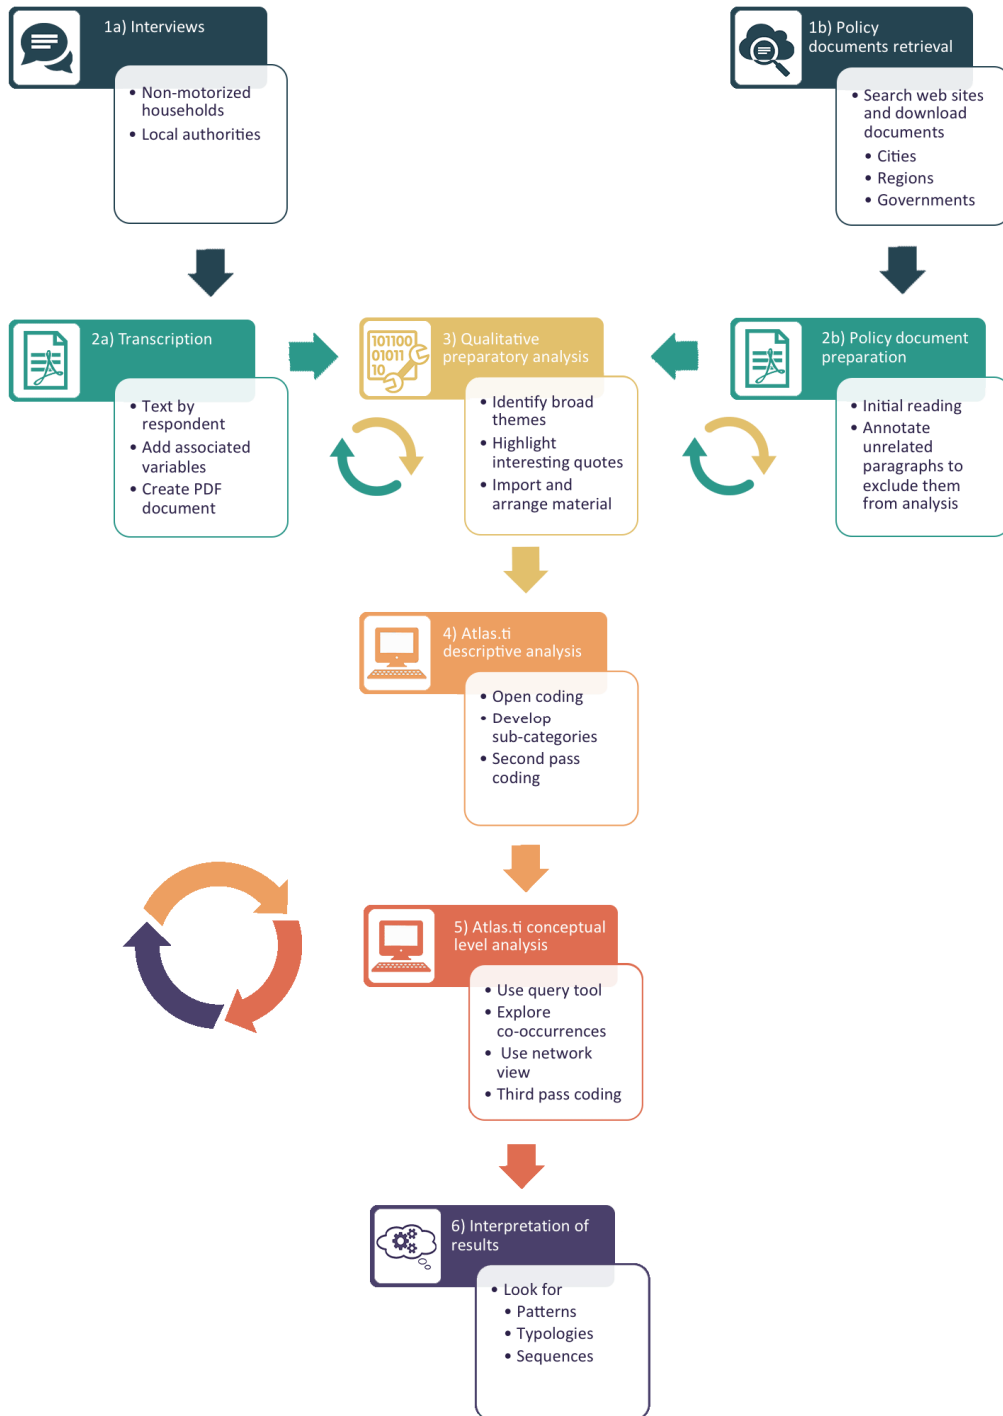 1a) Interviews
• Non-motorized
households
• Local authorities
1b) Policy
documents retrieval
• Search web sites
and download
documents
• Cities
• Regions
• Governments
2a) Transcription
• Text by
respondent
• Add associated
variables
• Create PDF
document
101100
01011
10
3) Qualitative
preparatory analysis
• Identify broad
themes
• Highlight
interesting quotes
• Import and
arrange material
2b) Policy document
preparation
• Initial reading
• Annotate
unrelated
paragraphs to
exclude them
from analysis
4) Atlas.ti
descriptive analysis
• Open coding
• Develop
sub-categories
• Second pass
coding
5) Atlas.ti conceptual
level analysis
• Use query tool
• Explore
co-occurrences
• Use network
view
• Third pass coding
6) Interpretation of
results
• Look for
• Patterns
• Typologies
• Sequences